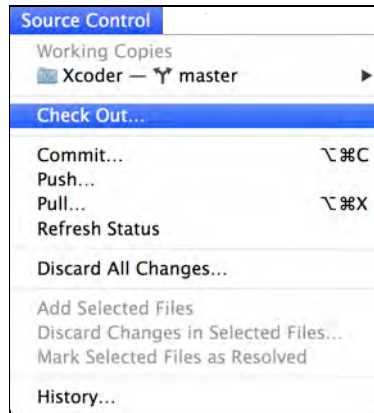 Source Control
Working Copies
Xcoder — master
Check Out...
Commit... ⌥⌘C
Push...
Pull... ⌥⌘X
Refresh Status
Discard All Changes...
Add Selected Files
Discard Changes in Selected Files...
Mark Selected Files as Resolved
History...